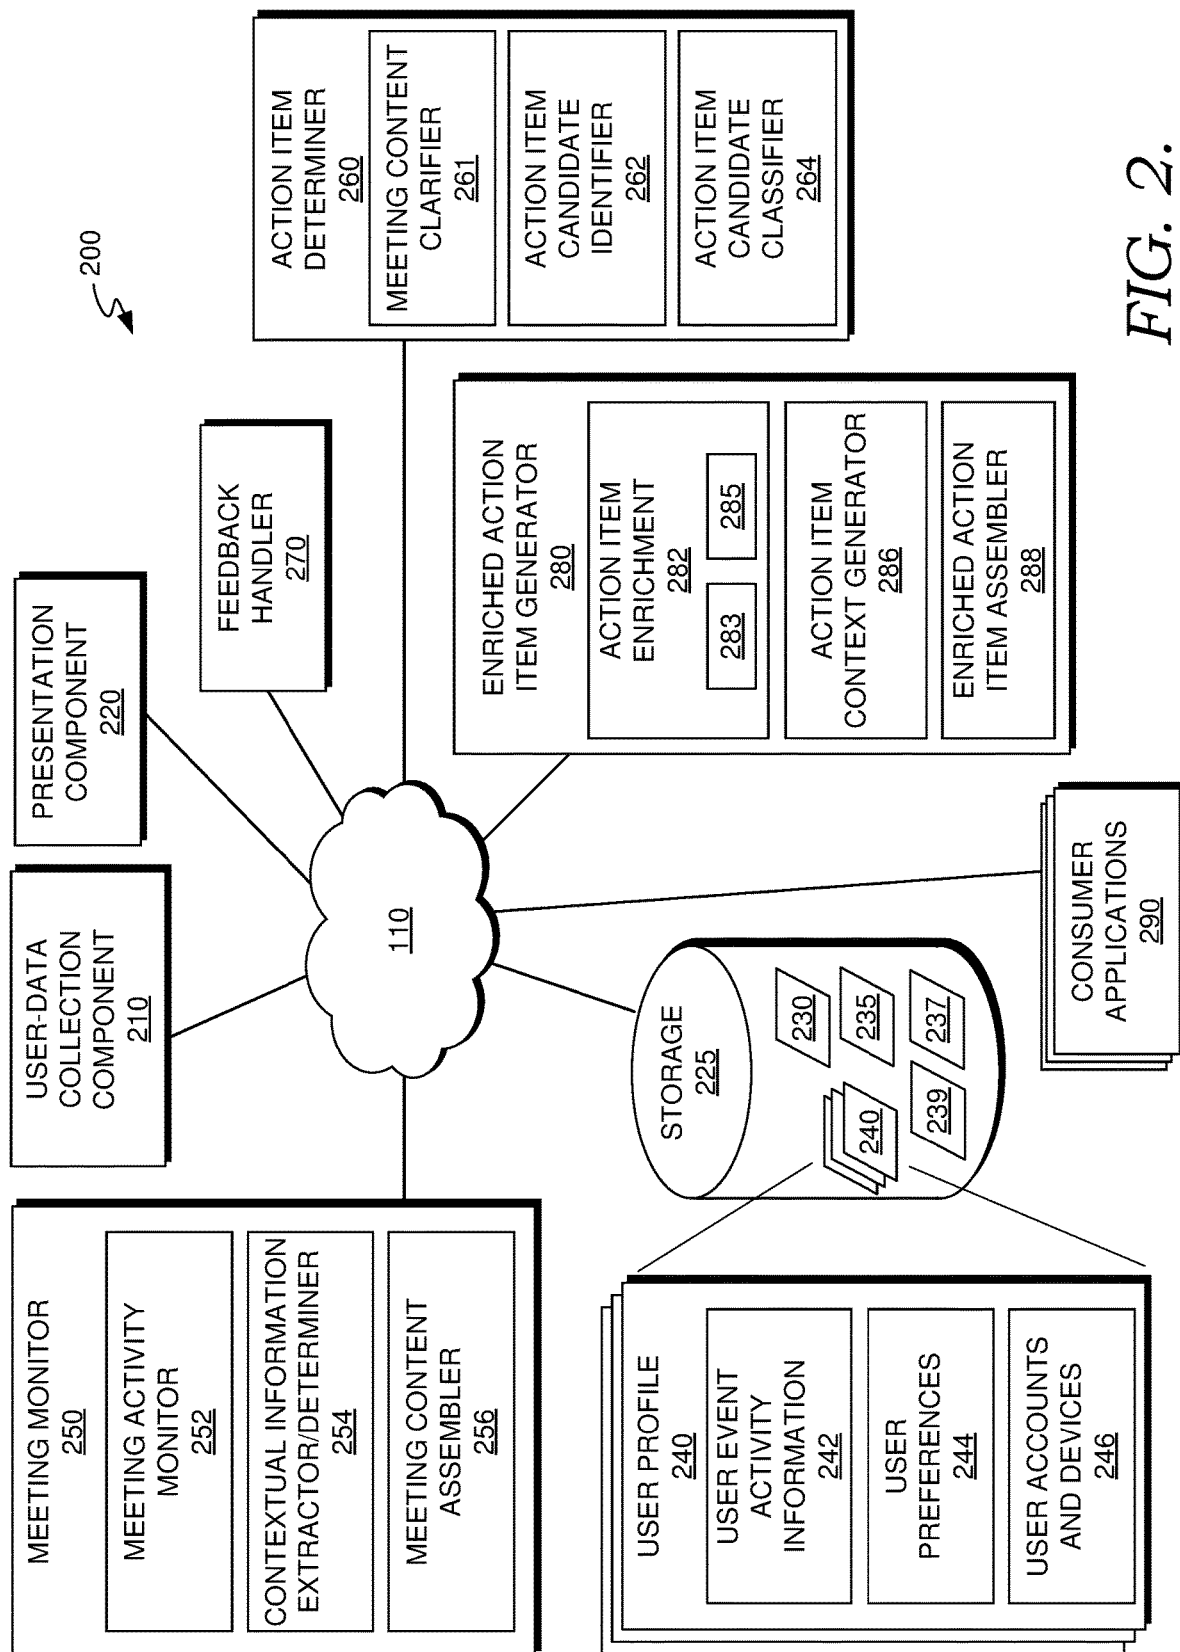 200
MEETING MONITOR
250
MEETING ACTIVITY
MONITOR
252
CONTEXTUAL INFORMATION
EXTRACTOR/DETERMINER
254
MEETING CONTENT
ASSEMBLER
256
USER-DATA
COLLECTION
COMPONENT
210
PRESENTATION
COMPONENT
220
FEEDBACK
HANDLER
270
ACTION ITEM
DETERMINER
260
MEETING CONTENT
CLARIFIER
261
ACTION ITEM
CANDIDATE
IDENTIFIER
262
ACTION ITEM
CANDIDATE
CLASSIFIER
264
110
ENRICHED ACTION
ITEM GENERATOR
280
ACTION ITEM
ENRICHMENT
282
283
285
ACTION ITEM
CONTEXT GENERATOR
286
ENRICHED ACTION
ITEM ASSEMBLER
288
STORAGE
225
230
235
237
239
240
USER PROFILE
240
USER EVENT
ACTIVITY
INFORMATION
242
USER
PREFERENCES
244
USER ACCOUNTS
AND DEVICES
246
CONSUMER
APPLICATIONS
290
FIG. 2.